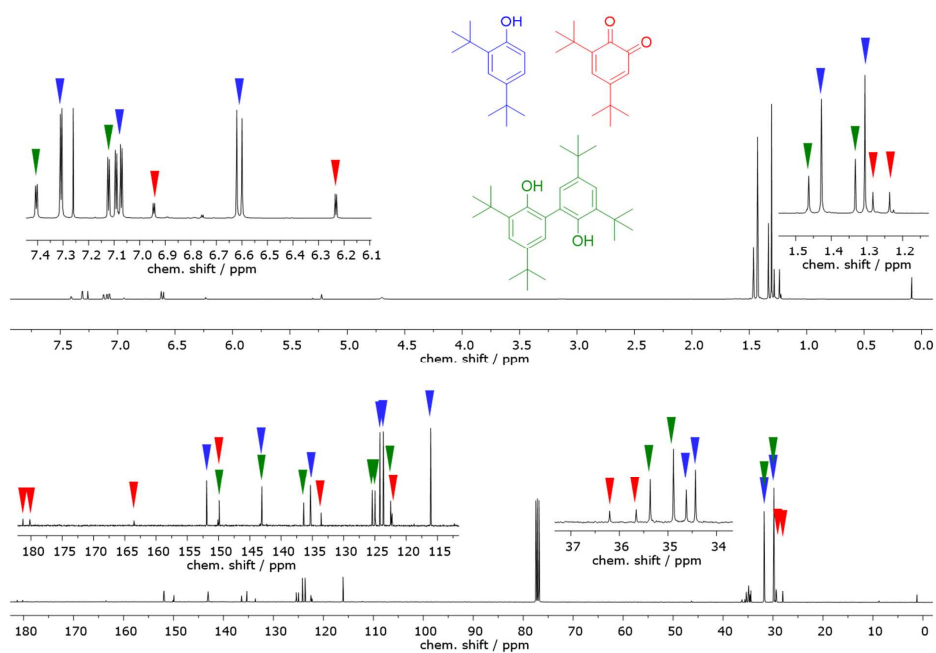 OH
O
O
OH
OH
7.4 7.3 7.2 7.1 7.0 6.9 6.8 6.7 6.6 6.5 6.4 6.3 6.2 6.1
chem. shift / ppm
1.5 1.4 1.3 1.2
chem. shift / ppm
7.5 7.0 6.5 6.0 5.5 5.0 4.5 4.0 3.5 3.0 2.5 2.0 1.5 1.0 0.5 0.0
chem. shift / ppm
180 175 170 165 160 155 150 145 140 135 130 125 120 115
chem. shift / ppm
37 36 35 34
chem. shift / ppm
180 170 160 150 140 130 120 110 100 90 80 70 60 50 40 30 20 10 0
chem. shift / ppm